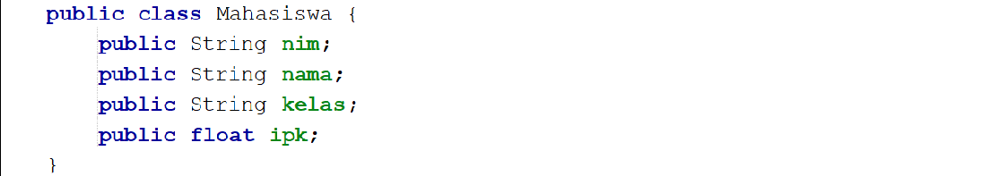 public class Mahasiswa {
public String nim;
public String nama;
public String kelas;
public float ipk;
}